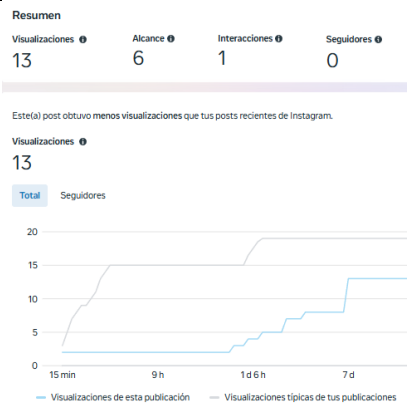 Resumen
Visualizaciones Alcance Interacciones Seguidores
13 6 1 0
Este(a) post obtuvo menos visualizaciones que tus posts recientes de Instagram.
Visualizaciones
13
Total Seguidores
20
15
10
5
0
15 min 9 h 1 d 6 h 7 d
Visualizaciones de esta publicación Visualizaciones típicas de tus publicaciones